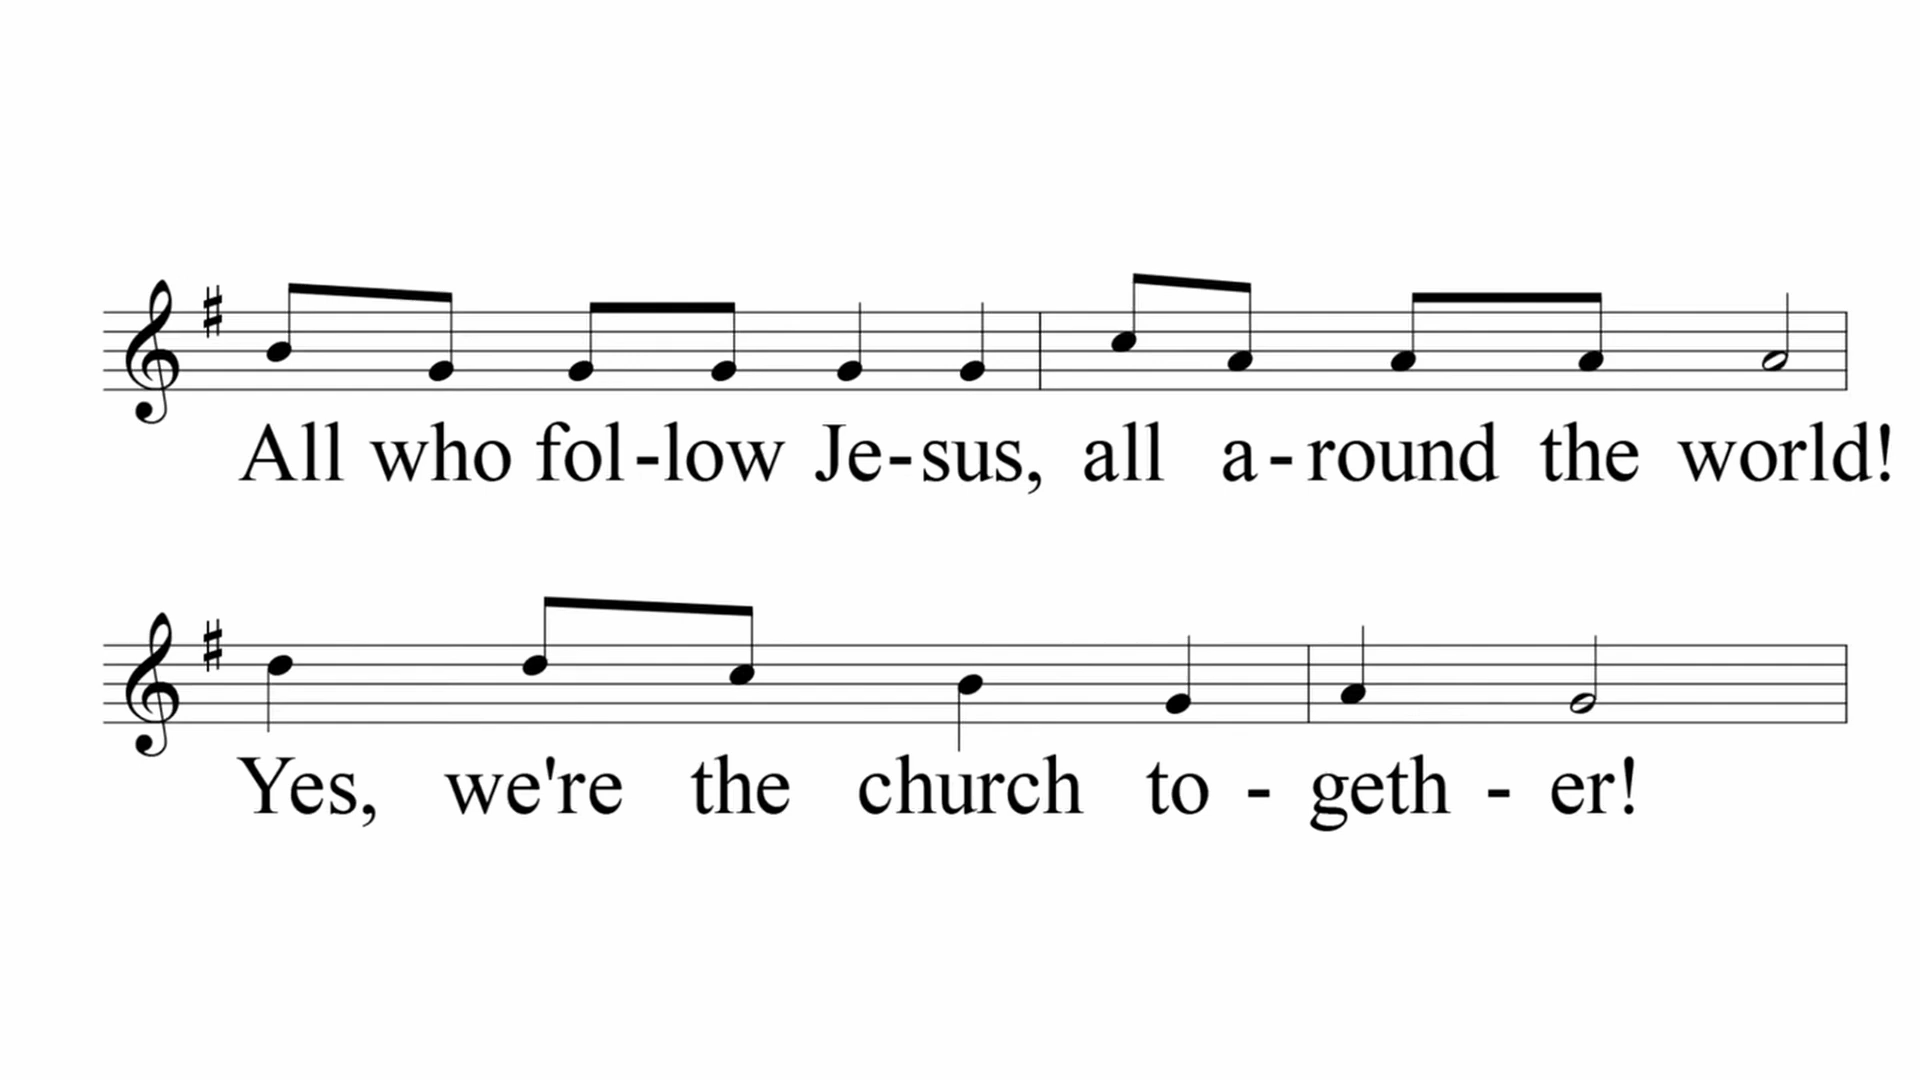 All who fol-low Je-sus, all a-round the world!
Yes, we're the church to - geth - er!